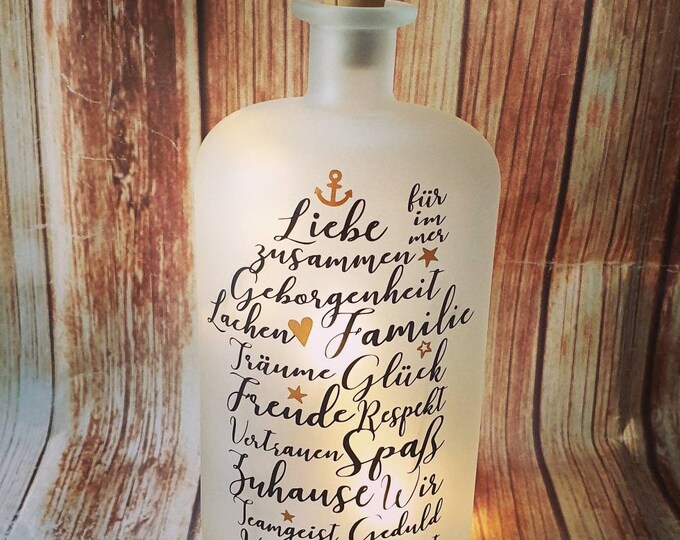 Liebe
für
im
mer
zusammen
Geborgenheit
Lachen Familie
Träume Glück
Freude Respekt
Vertrauen Spaß
Zuhause Wir
Teamgeist Geduld